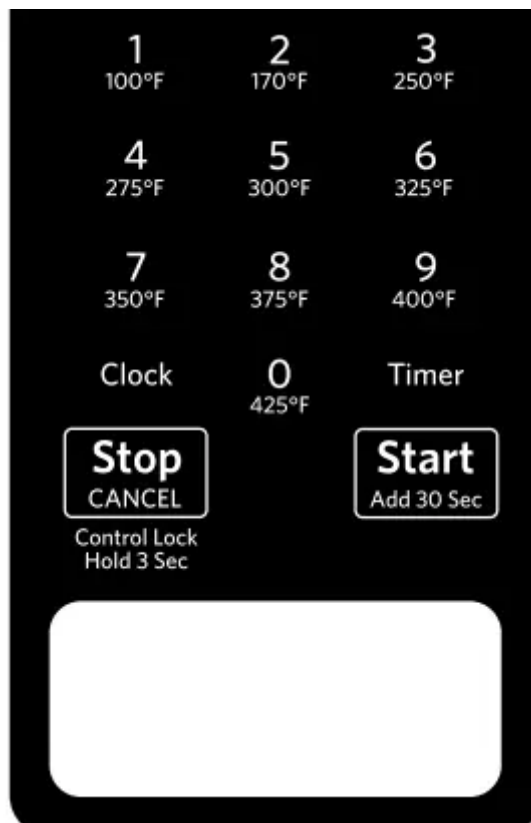 1 2 3
100°F 170°F 250°F
4 5 6
275°F 300°F 325°F
7 8 9
350°F 375°F 400°F
Clock 0 Timer
425°F
Stop Start
CANCEL Add 30 Sec
Control Lock
Hold 3 Sec